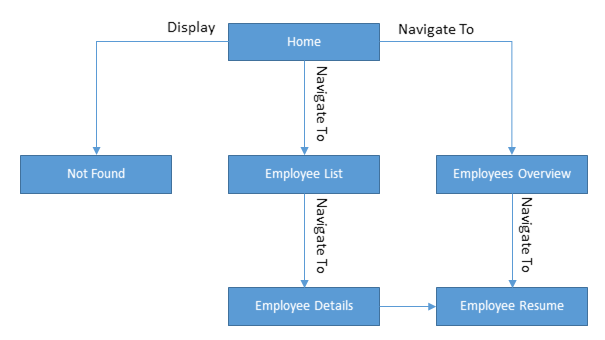 Display
Home
Navigate To
Navigate To
Not Found
Employee List
Employees Overview
Navigate To
Navigate To
Employee Details
Employee Resume